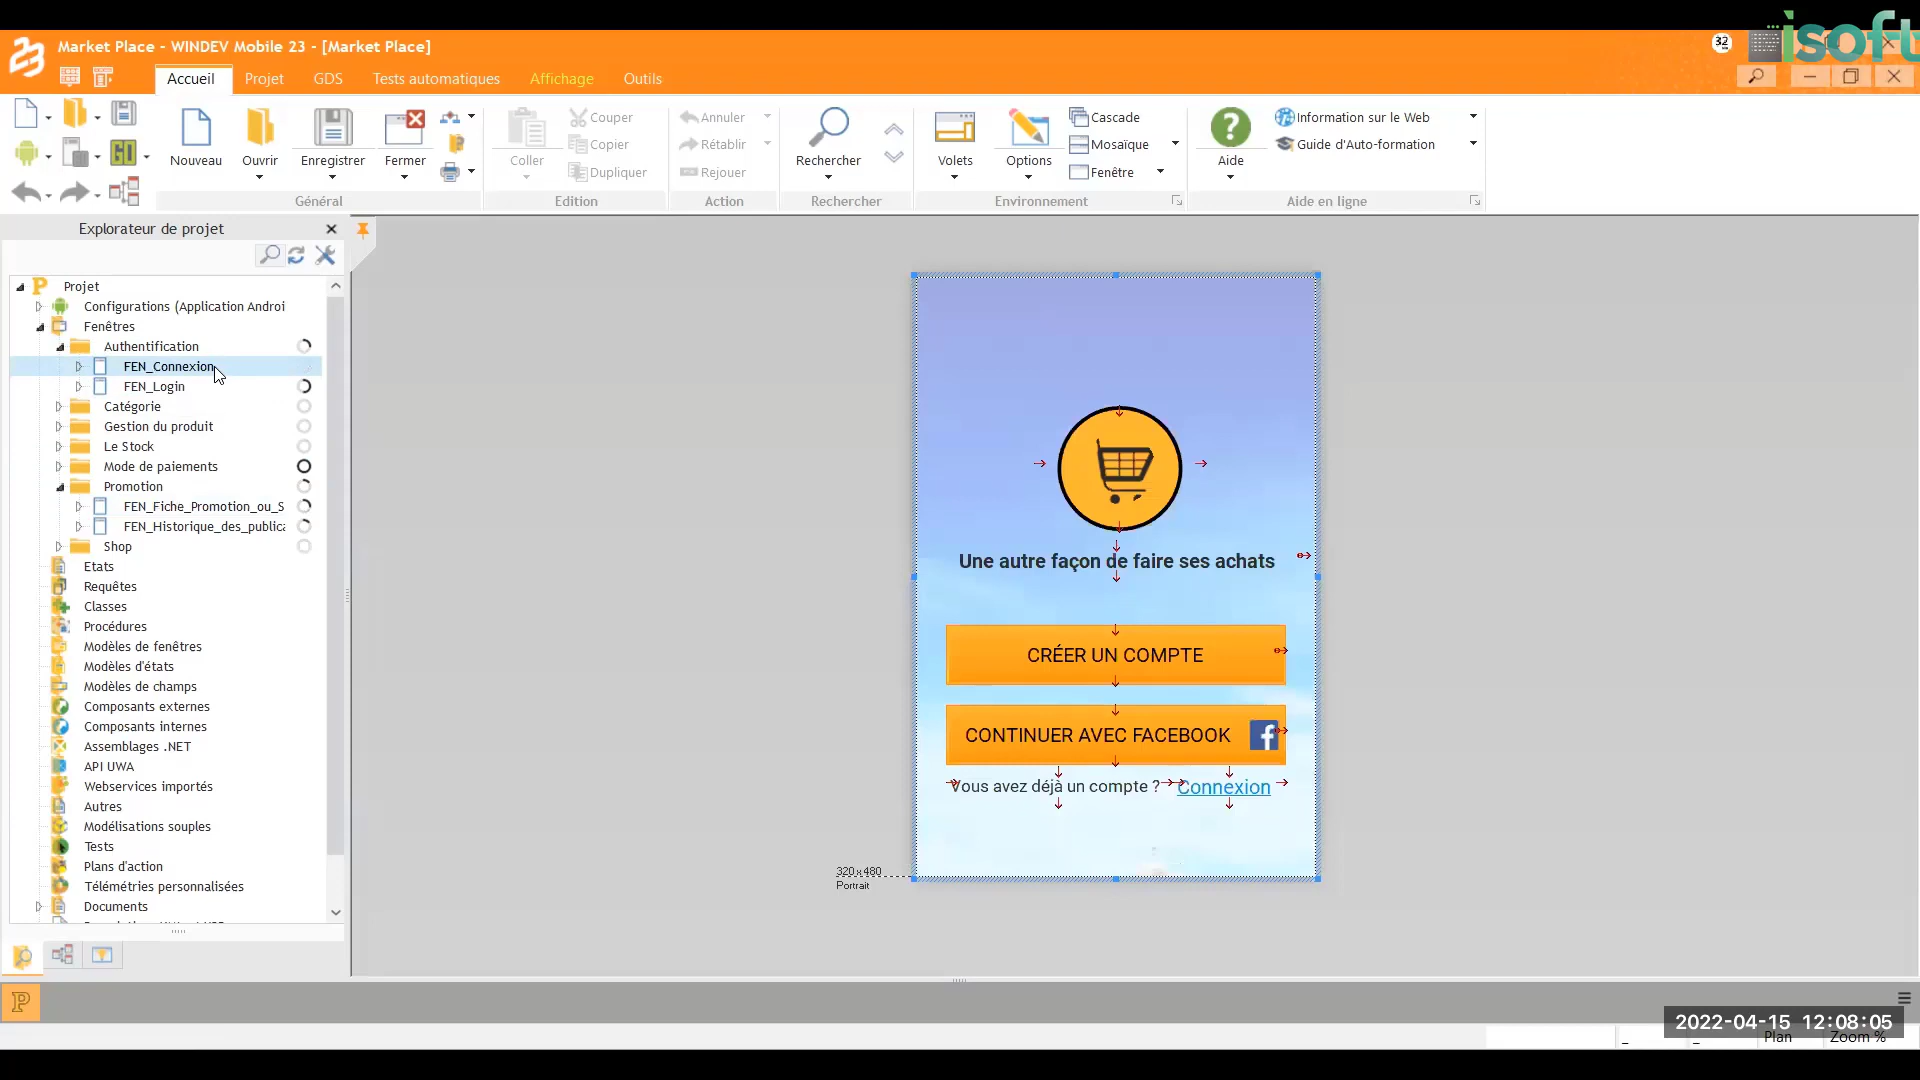 isoft
Market Place - WINDEV Mobile 23 - [Market Place]
32
Accueil
Projet
GDS
Tests automatiques
Affichage
Outils
Nouveau
Ouvrir
Enregistrer
Fermer
Général
Coller
Couper
Copier
Dupliquer
Edition
Annuler
Rétablir
Rejouer
Action
Rechercher
Rechercher
Volets
Options
Cascade
Mosaïque
Fenêtre
Environnement
Aide
Information sur le Web
Guide d'Auto-formation
Aide en ligne
Explorateur de projet
Projet
Configurations (Application Androi
Fenêtres
Authentification
FEN_Connexion
FEN_Login
Catégorie
Gestion du produit
Le Stock
Mode de paiements
Promotion
FEN_Fiche_Promotion_ou_S
FEN_Historique_des_publica
Shop
Etats
Requêtes
Classes
Procédures
Modèles de fenêtres
Modèles d'états
Modèles de champs
Composants externes
Composants internes
Assemblages .NET
API UWA
Webservices importés
Autres
Modélisations souples
Tests
Plans d'action
Télémétries personnalisées
Documents
Une autre façon de faire ses achats
CRÉER UN COMPTE
CONTINUER AVEC FACEBOOK
Vous avez déjà un compte ?
Connexion
320x480
Portrait
2022-04-15 12:08:05
Plan
Zoom %